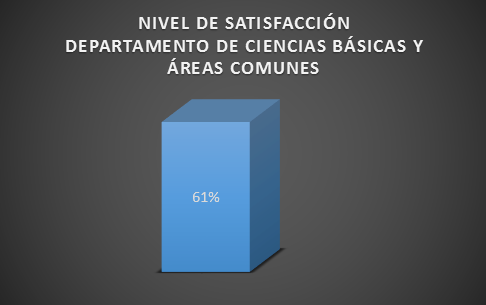 NIVEL DE SATISFACCIÓN
DEPARTAMENTO DE CIENCIAS BÁSICAS Y
ÁREAS COMUNES
61%